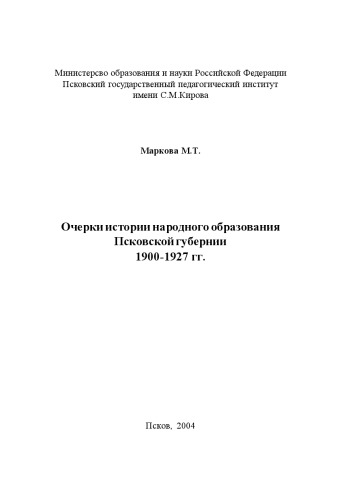 Министерсво образования и науки Российской Федерации
Псковский государственный педагогический институт
имени С.М.Кирова
Маркова М.Т.
Очерки истории народного образования
Псковской губернии
1900-1927 гг.
Псков, 2004